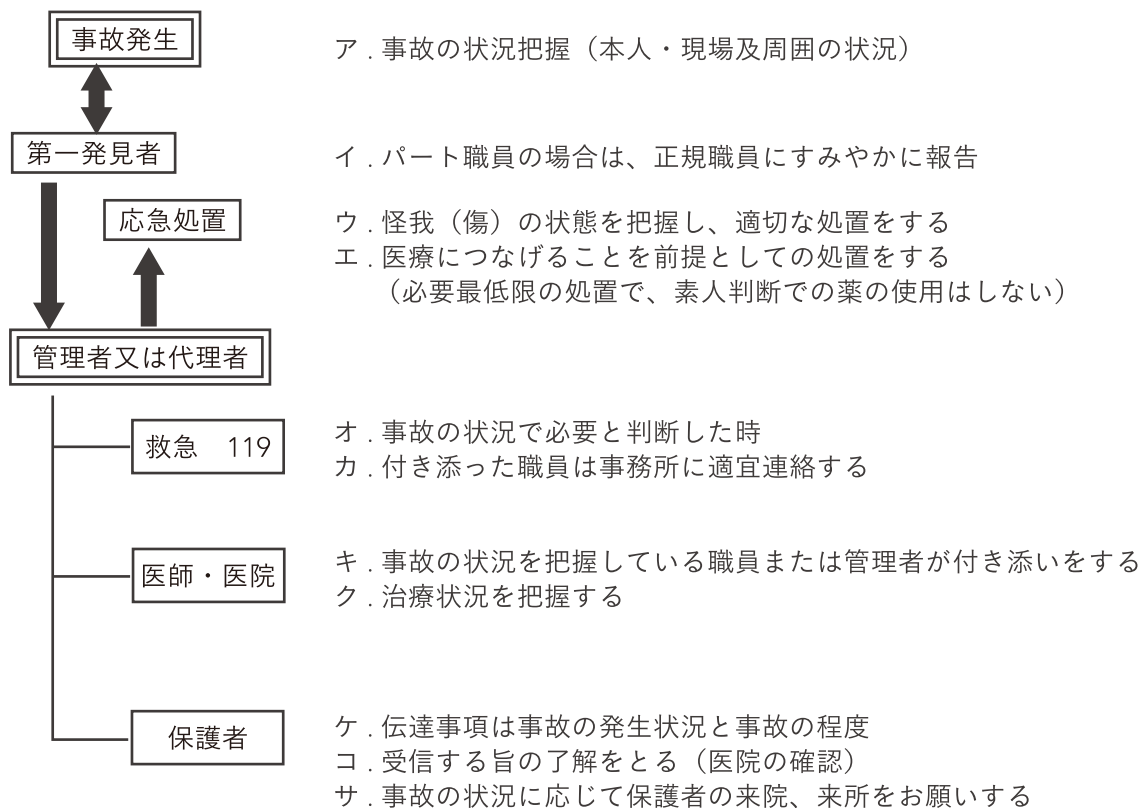 事故発生
ア．事故の状況把握（本人・現場及周囲の状況）
第一発見者
イ．パート職員の場合は、正規職員にすみやかに報告
応急処置
ウ．怪我（傷）の状態を把握し、適切な処置をする
エ．医療につなげることを前提としての処置をする
（必要最低限の処置で、素人判断での薬の使用はしない）
管理者又は代理者
救急　119
オ．事故の状況で必要と判断した時
カ．付き添った職員は事務所に適宜連絡する
医師・医院
キ．事故の状況を把握している職員または管理者が付き添いをする
ク．治療状況を把握する
保護者
ケ．伝達事項は事故の発生状況と事故の程度
コ．受信する旨の了解をとる（医院の確認）
サ．事故の状況に応じて保護者の来院、来所をお願いする